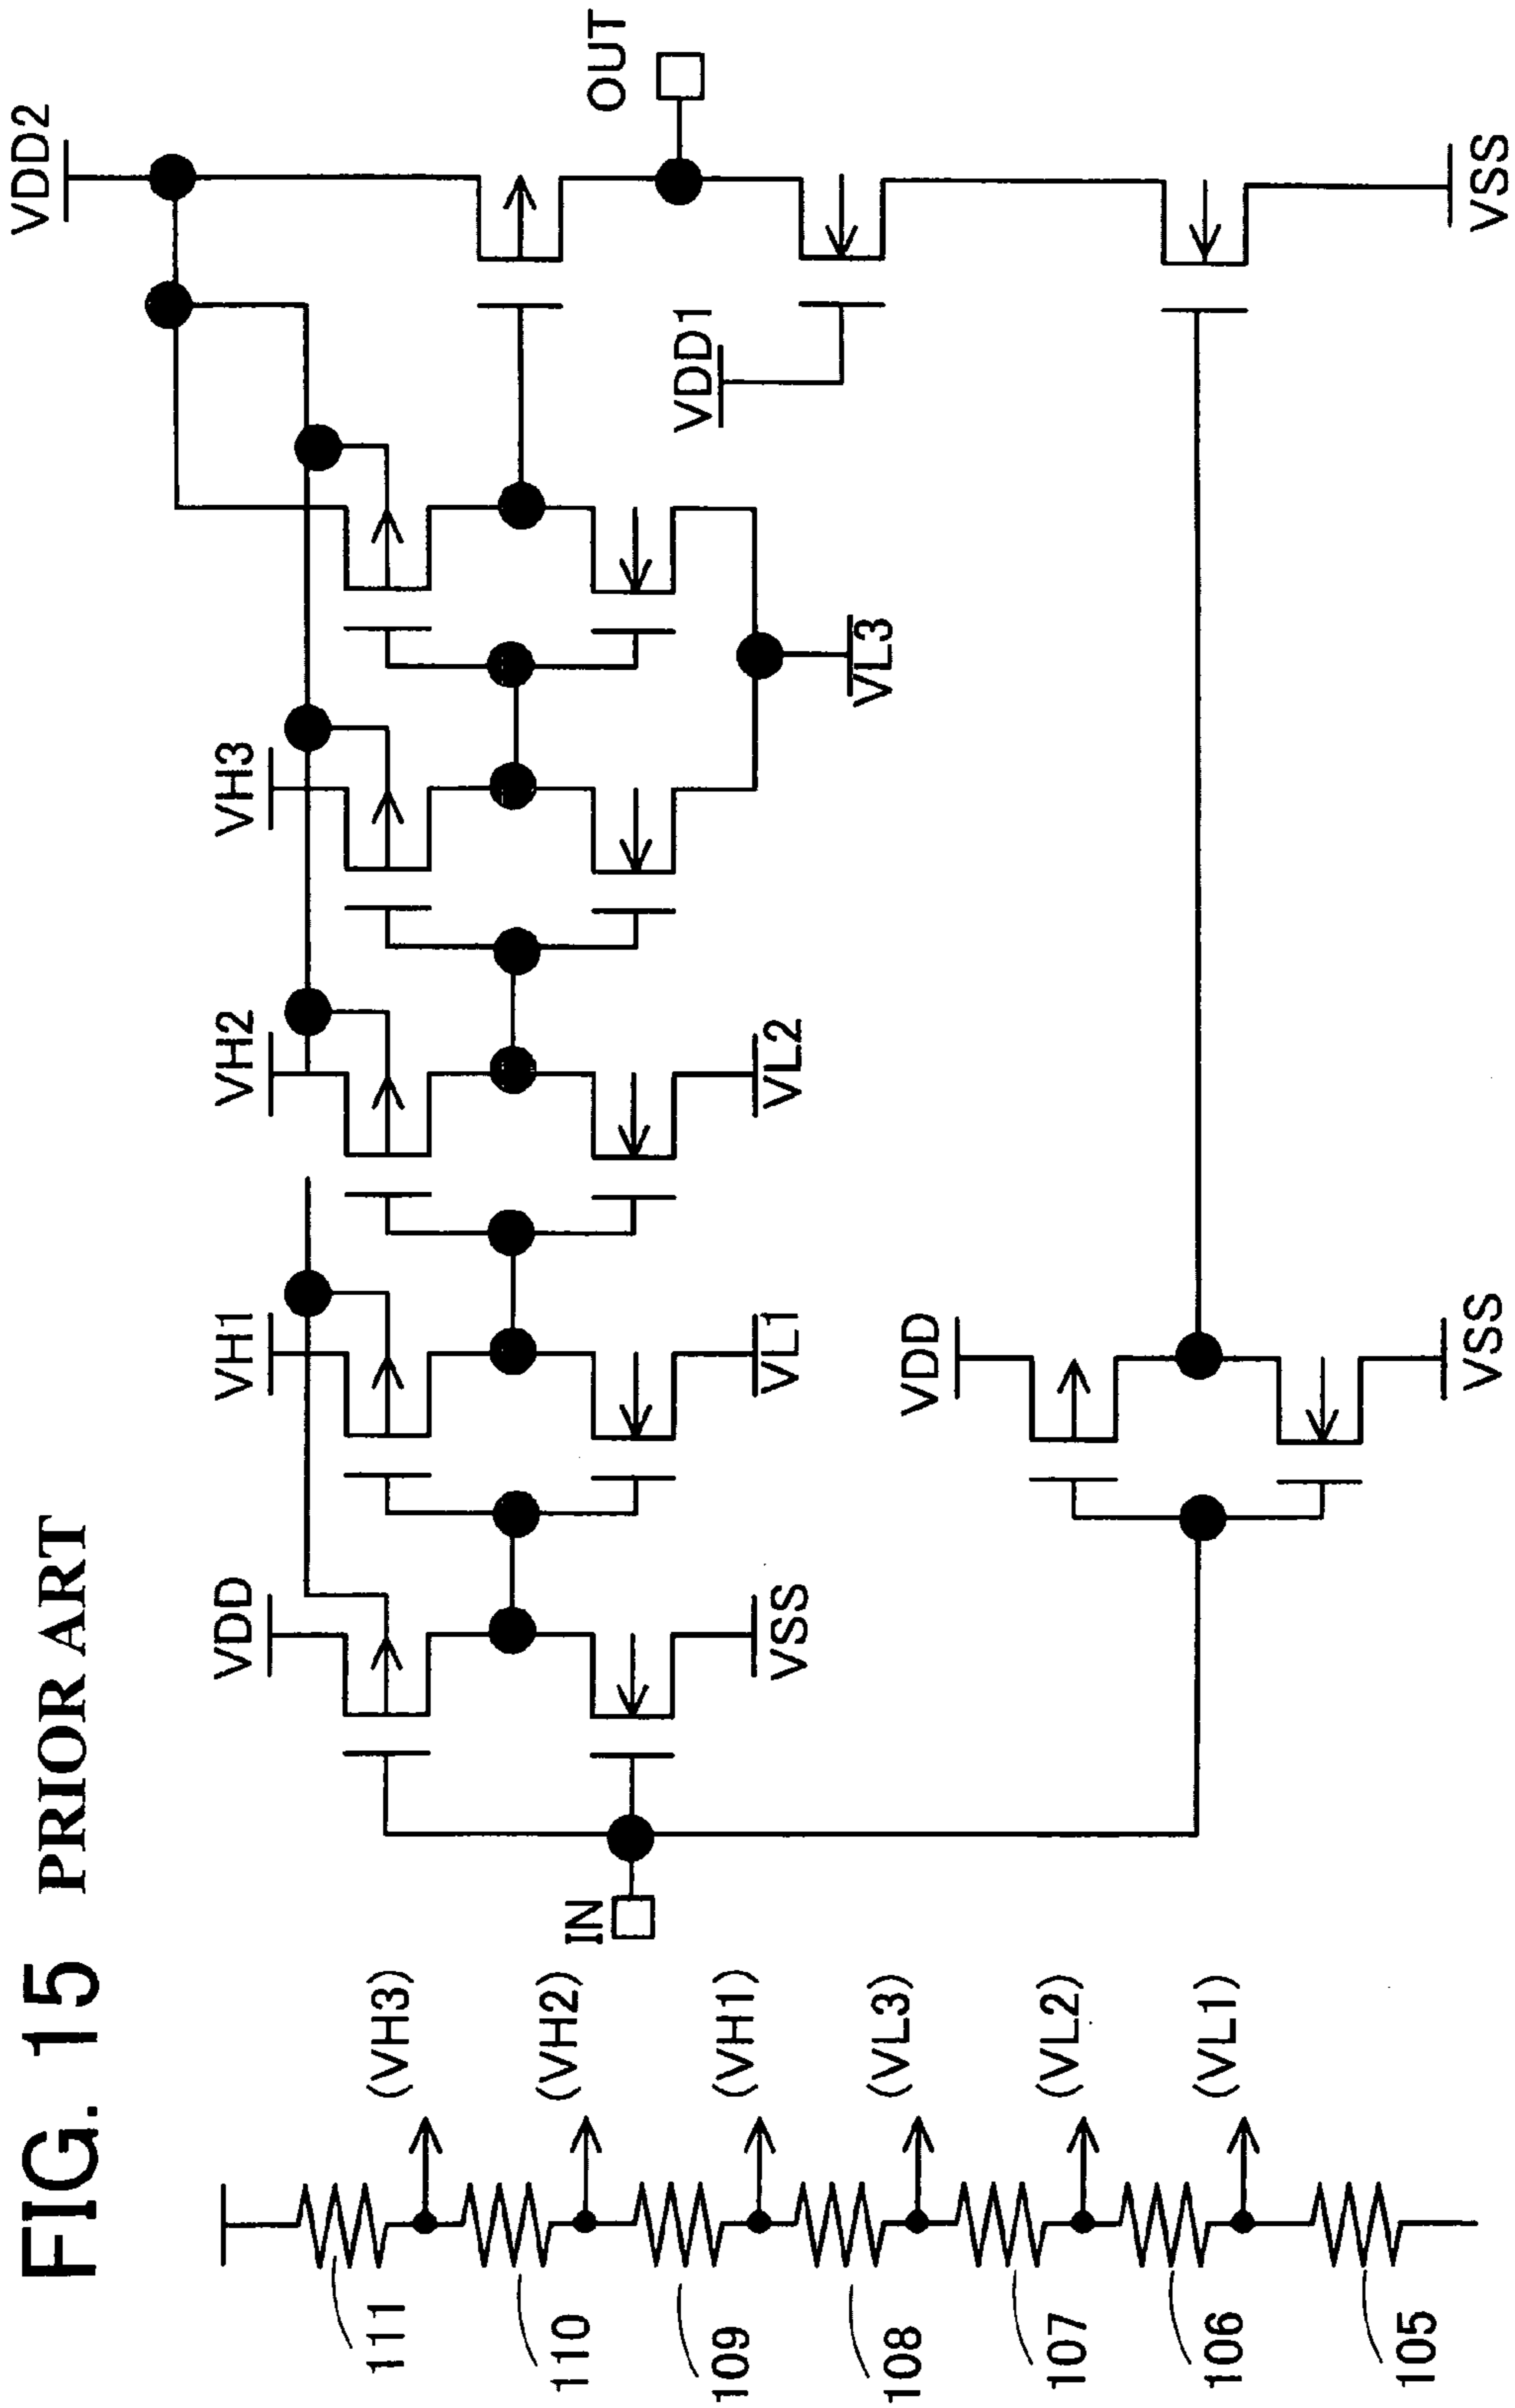 FIG. 15 PRIOR ART
111
110
109
108
107
106
105
(VH3)
(VH2)
(VH1)
(VL3)
(VL2)
(VL1)
IN
VDD
VSS
VH1
VL1
VH2
VL2
VH3
VL3
VDD
VSS
VDD1
VDD2
OUT
VSS